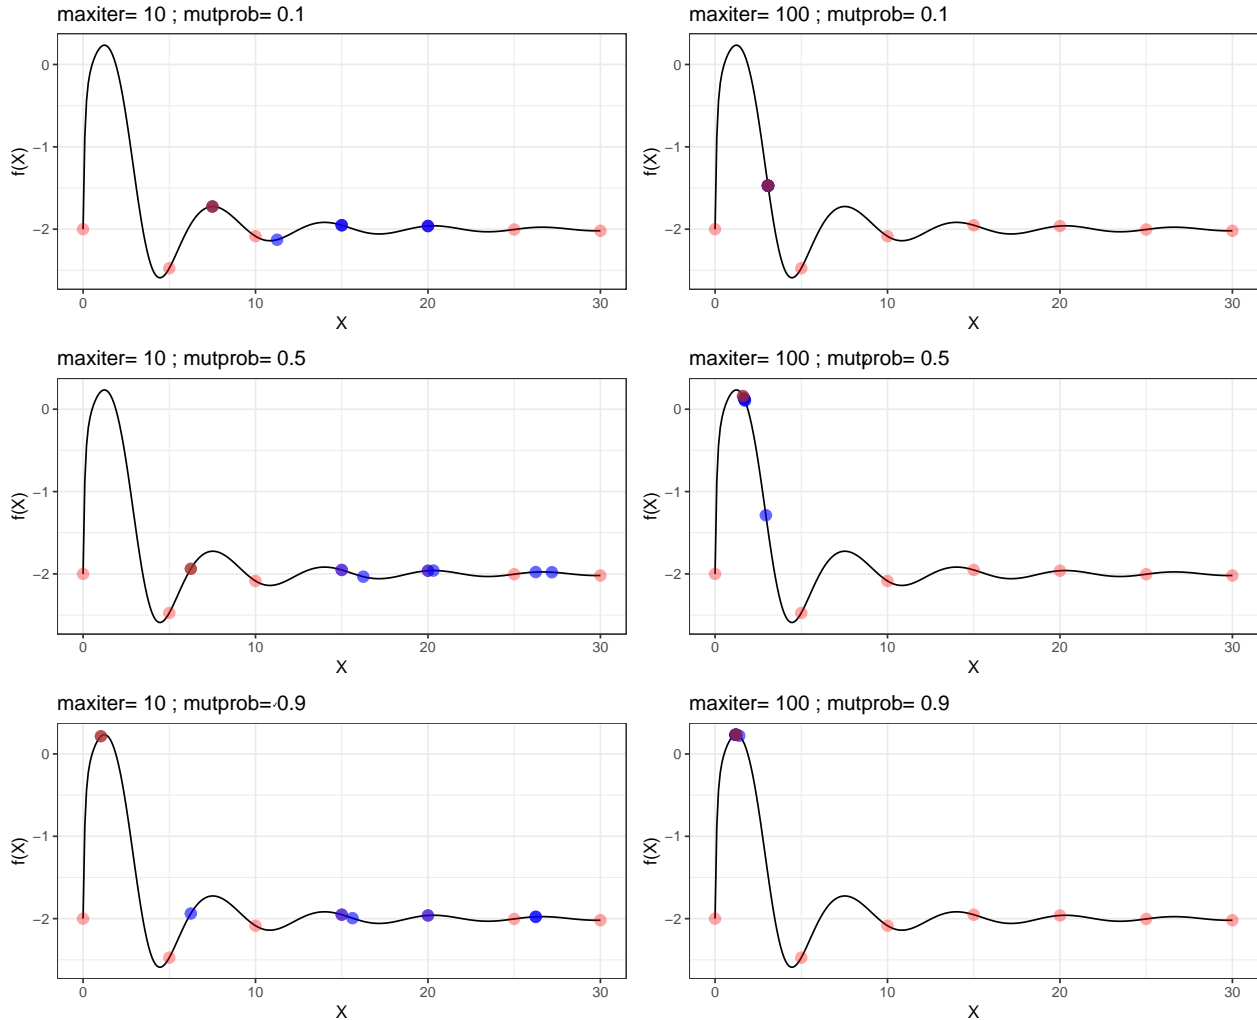 maxiter= 10 ; mutprob= 0.1
0
−1
−2
f(X)
0 10 20 30
X
maxiter= 100 ; mutprob= 0.1
0
−1
−2
f(X)
0 10 20 30
X
maxiter= 10 ; mutprob= 0.5
0
−1
−2
f(X)
0 10 20 30
X
maxiter= 100 ; mutprob= 0.5
0
−1
−2
f(X)
0 10 20 30
X
maxiter= 10 ; mutprob= 0.9
0
−1
−2
f(X)
0 10 20 30
X
maxiter= 100 ; mutprob= 0.9
0
−1
−2
f(X)
0 10 20 30
X